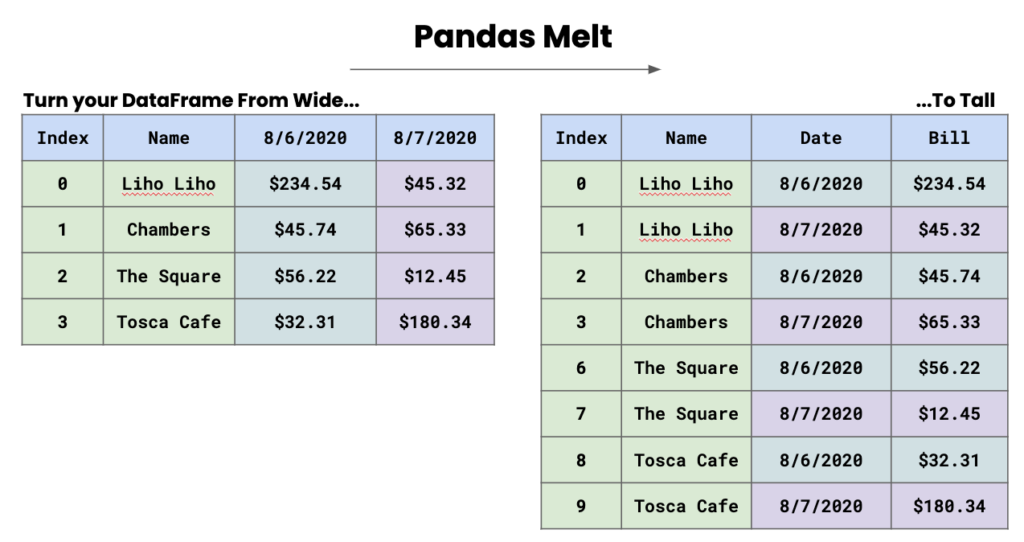 Pandas Melt
Turn your DataFrame From Wide...
Index Name 8/6/2020 8/7/2020
0 Liho Liho $234.54 $45.32
1 Chambers $45.74 $65.33
2 The Square $56.22 $12.45
3 Tosca Cafe $32.31 $180.34
...To Tall
Index Name Date Bill
0 Liho Liho 8/6/2020 $234.54
1 Liho Liho 8/7/2020 $45.32
2 Chambers 8/6/2020 $45.74
3 Chambers 8/7/2020 $65.33
6 The Square 8/6/2020 $56.22
7 The Square 8/7/2020 $12.45
8 Tosca Cafe 8/6/2020 $32.31
9 Tosca Cafe 8/7/2020 $180.34